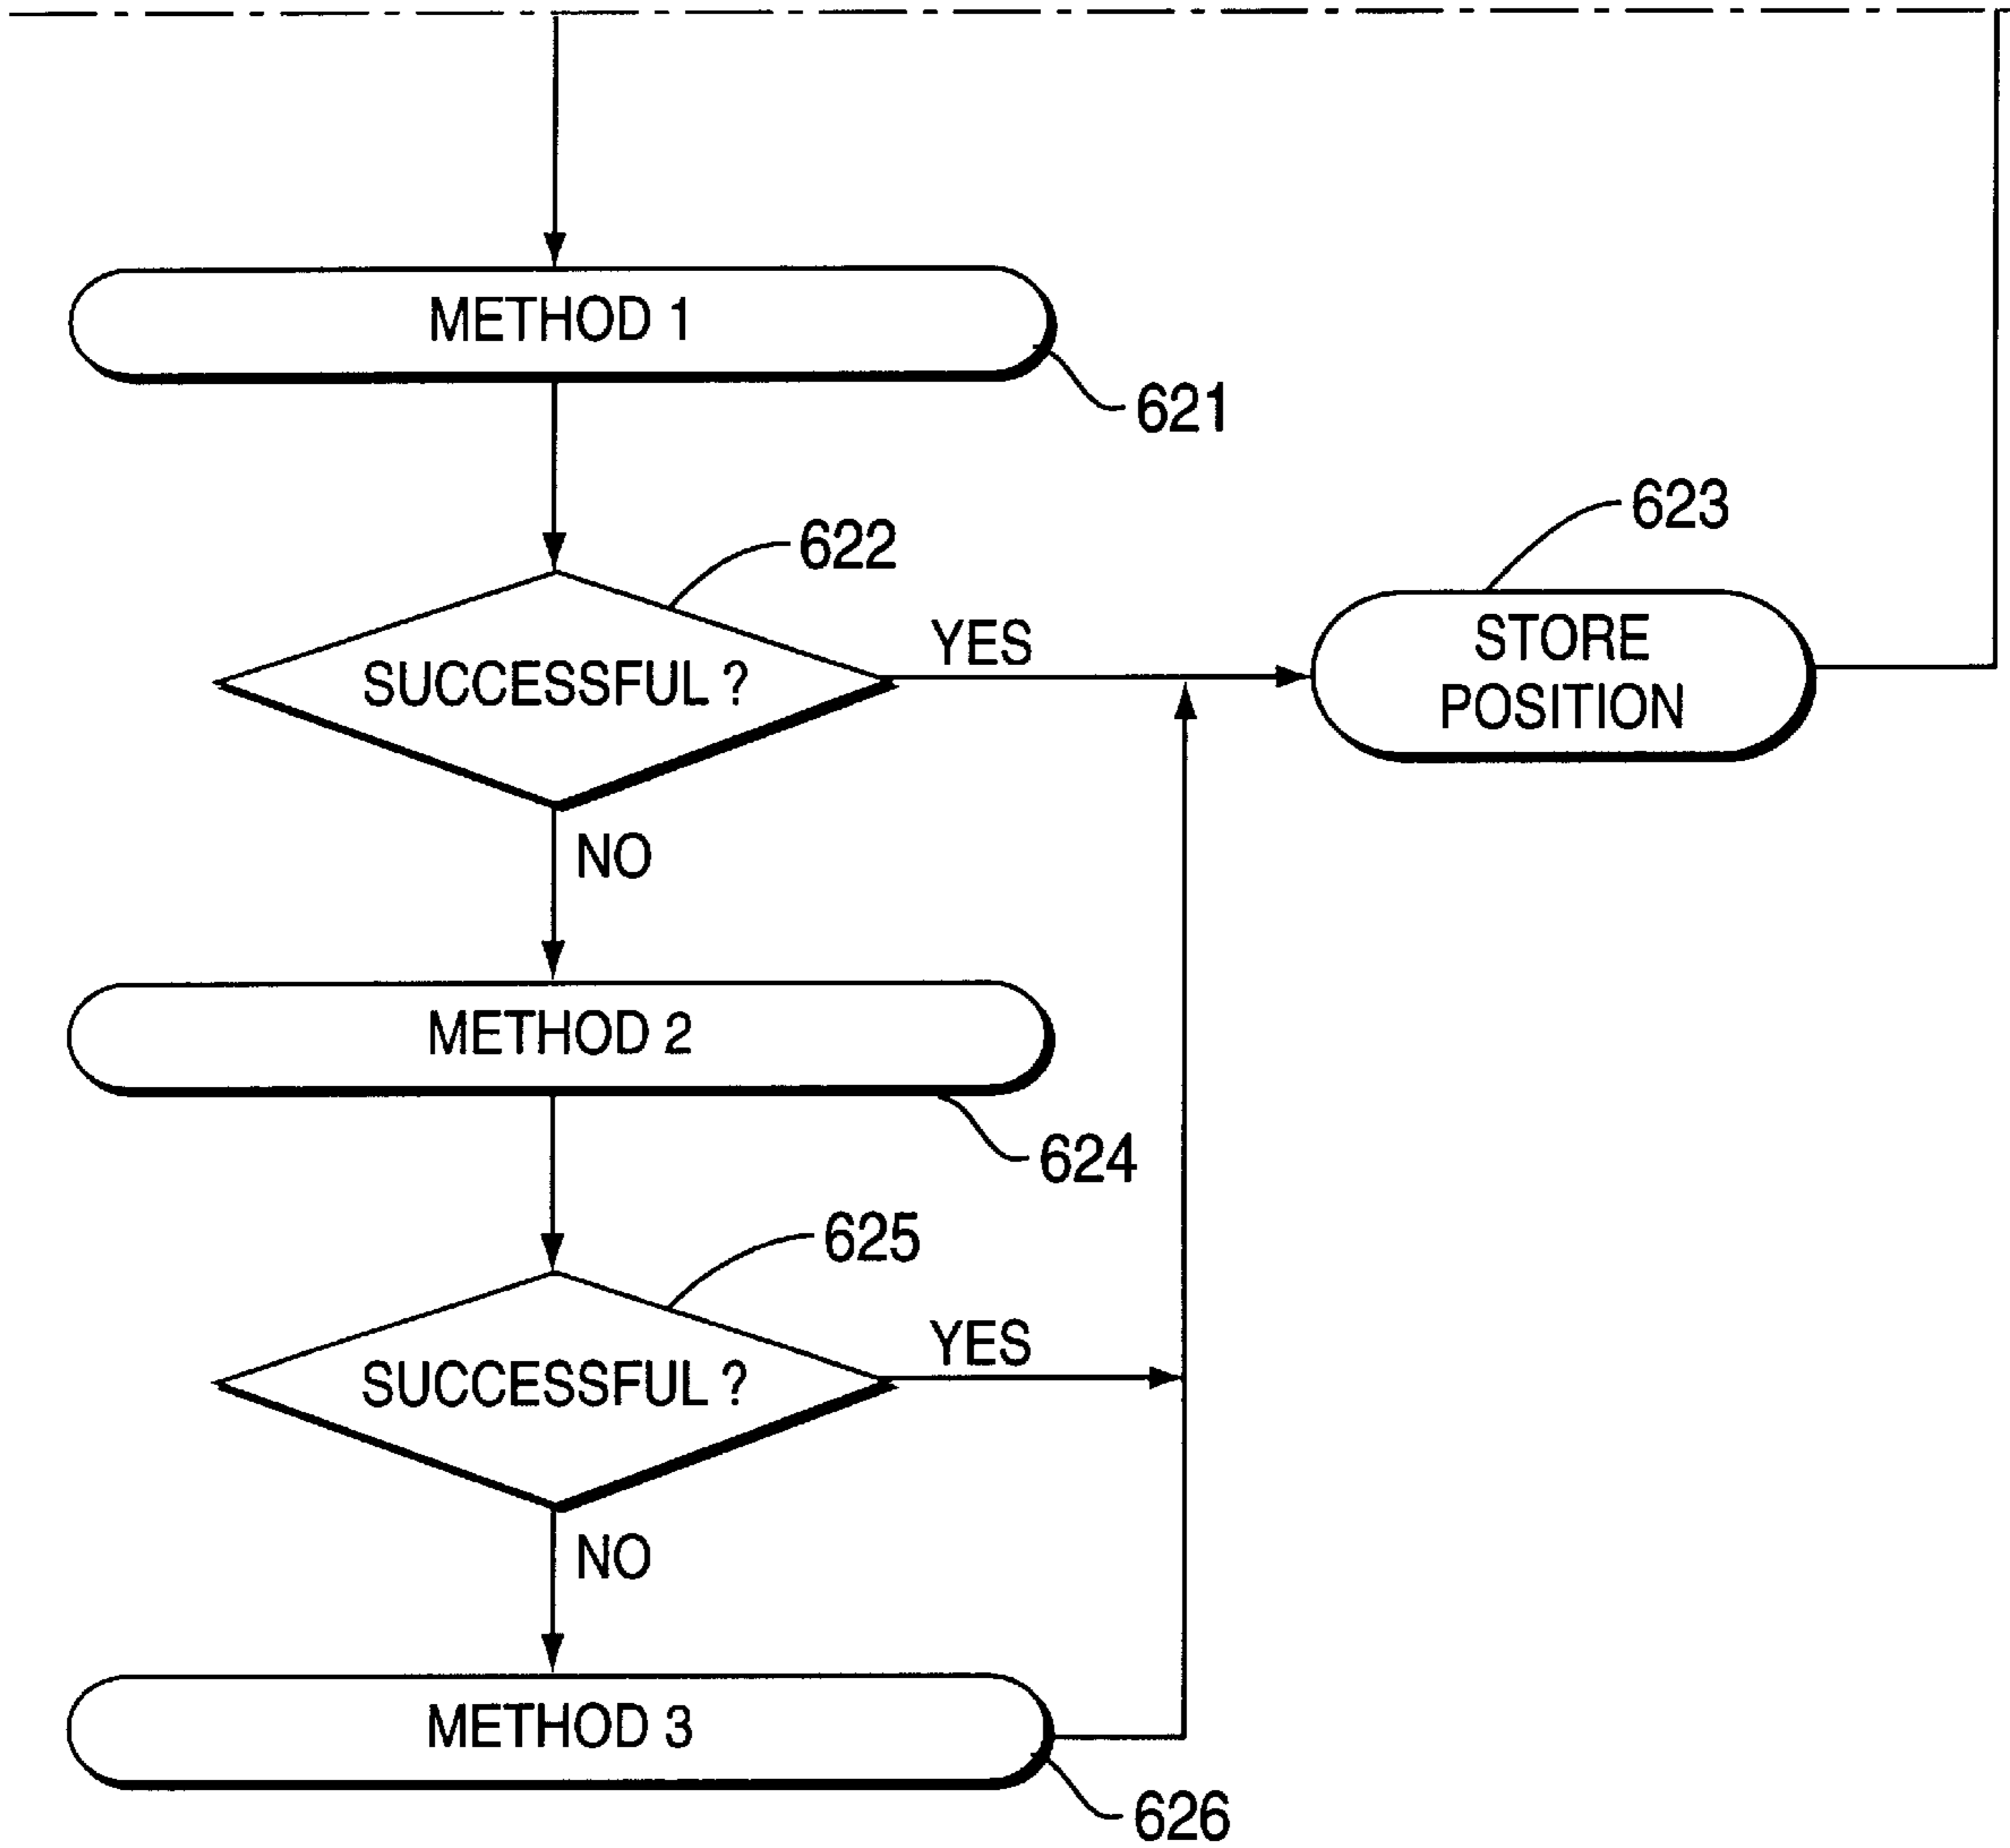 METHOD 1
621
622
623
SUCCESSFUL ?
YES
STORE
POSITION
NO
METHOD 2
624
625
SUCCESSFUL ?
YES
NO
METHOD 3
626